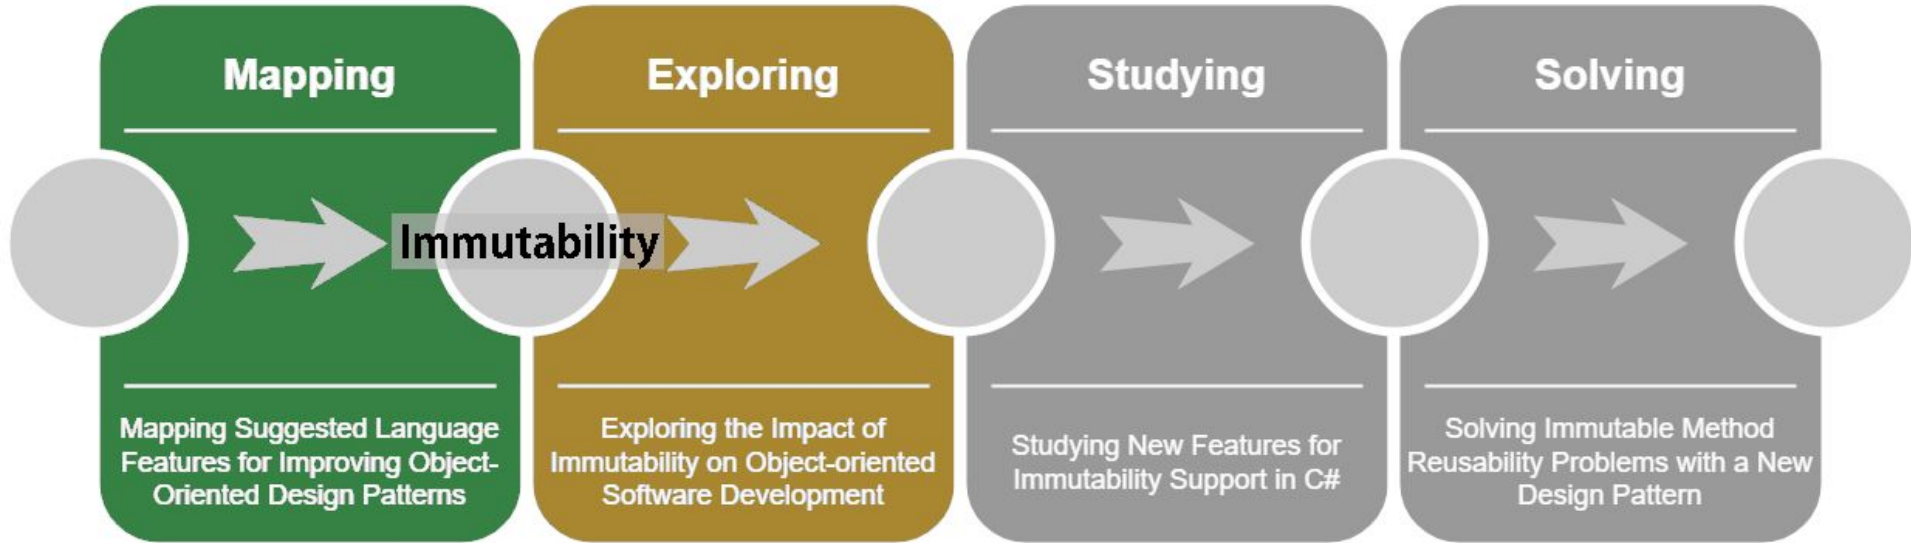 Mapping
Exploring
Studying
Solving
Immutability
Mapping Suggested Language
Features for Improving Object-
Oriented Design Patterns
Exploring the Impact of
Immutability on Object-oriented
Software Development
Studying New Features for
Immutability Support in C#
Solving Immutable Method
Reusability Problems with a New
Design Pattern